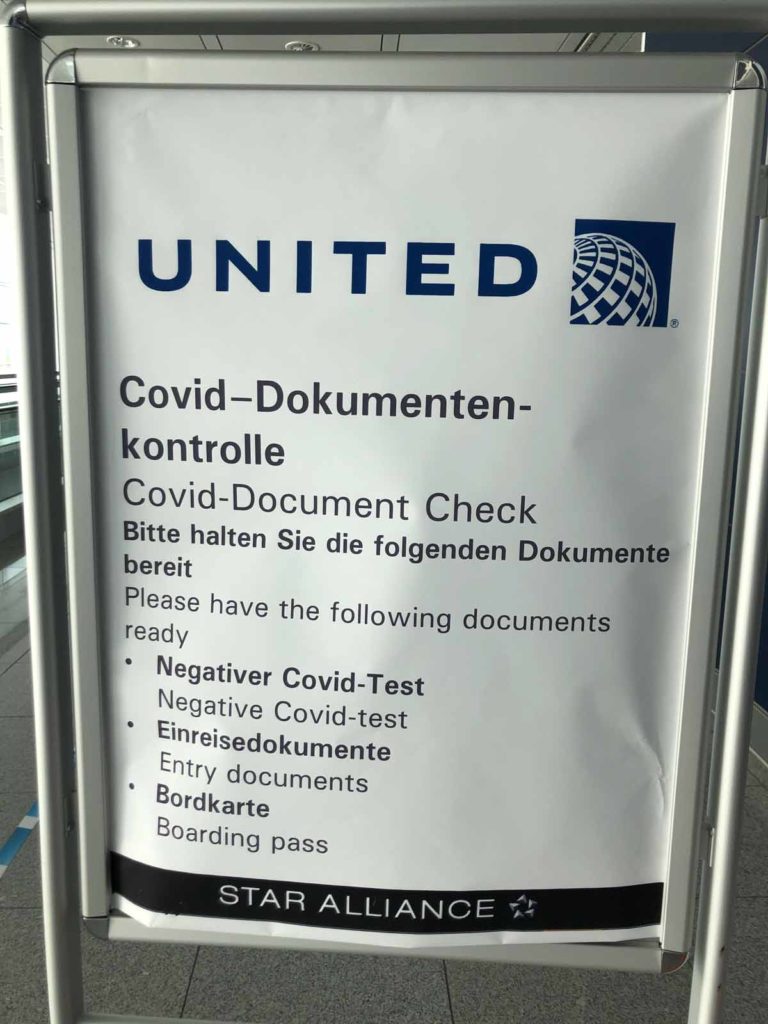 UNITED
®
Covid–Dokumenten-
kontrolle
Covid-Document Check
Bitte halten Sie die folgenden Dokumente
bereit
Please have the following documents
ready
• Negativer Covid-Test
Negative Covid-test
• Einreisedokumente
Entry documents
• Bordkarte
Boarding pass
STAR ALLIANCE